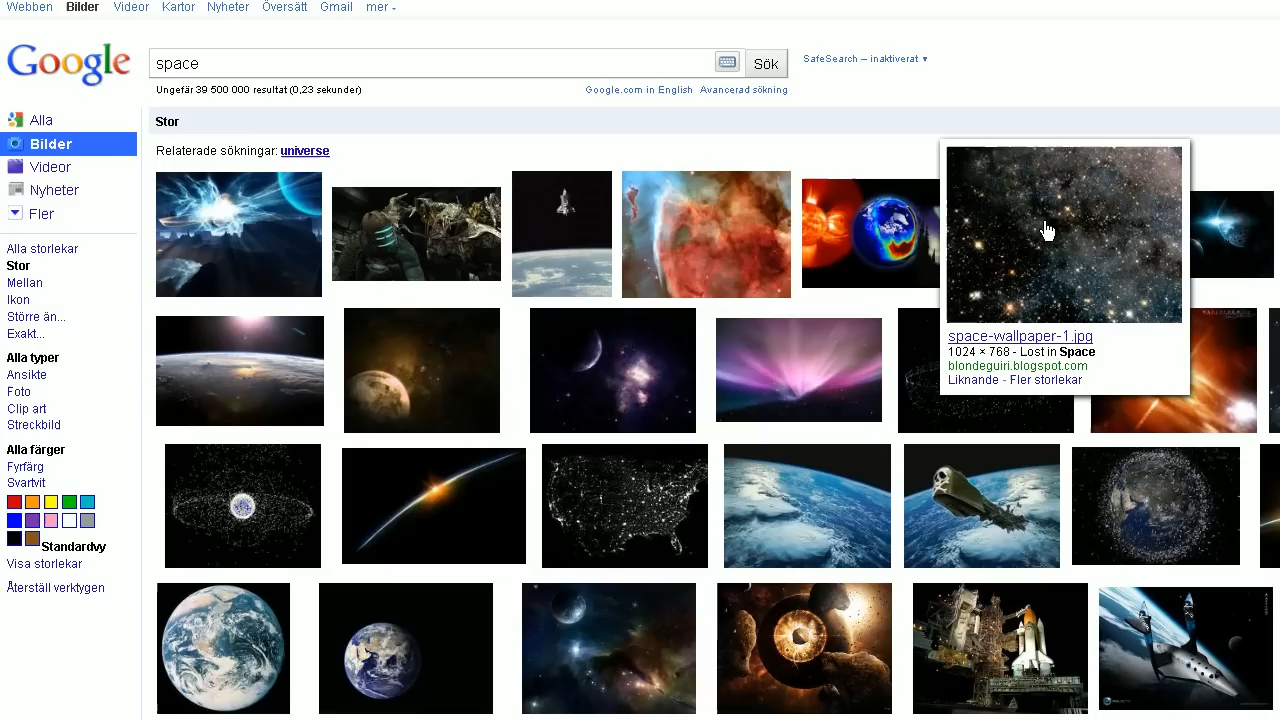 Webben Bilder Videor Kartor Nyheter Översätt Gmail mer
Google
space
Sök
SafeSearch – inaktiverat ▼
Ungefär 39 500 000 resultat (0,23 sekunder)
Google.com in English Avancerad sökning
Alla
Bilder
Videor
Nyheter
Fler
Alla storlekar
Stor
Mellan
Ikon
Större än...
Exakt...
Alla typer
Ansikte
Foto
Clip art
Streckbild
Alla färger
Fyrfärg
Svartvit
Standardvy
Visa storlekar
Återställ verktygen
Stor
Relaterade sökningar: universe
space-wallpaper-1.jpg
1024 × 768 - Lost in Space
blondeguiri.blogspot.com
Liknande - Fler storlekar